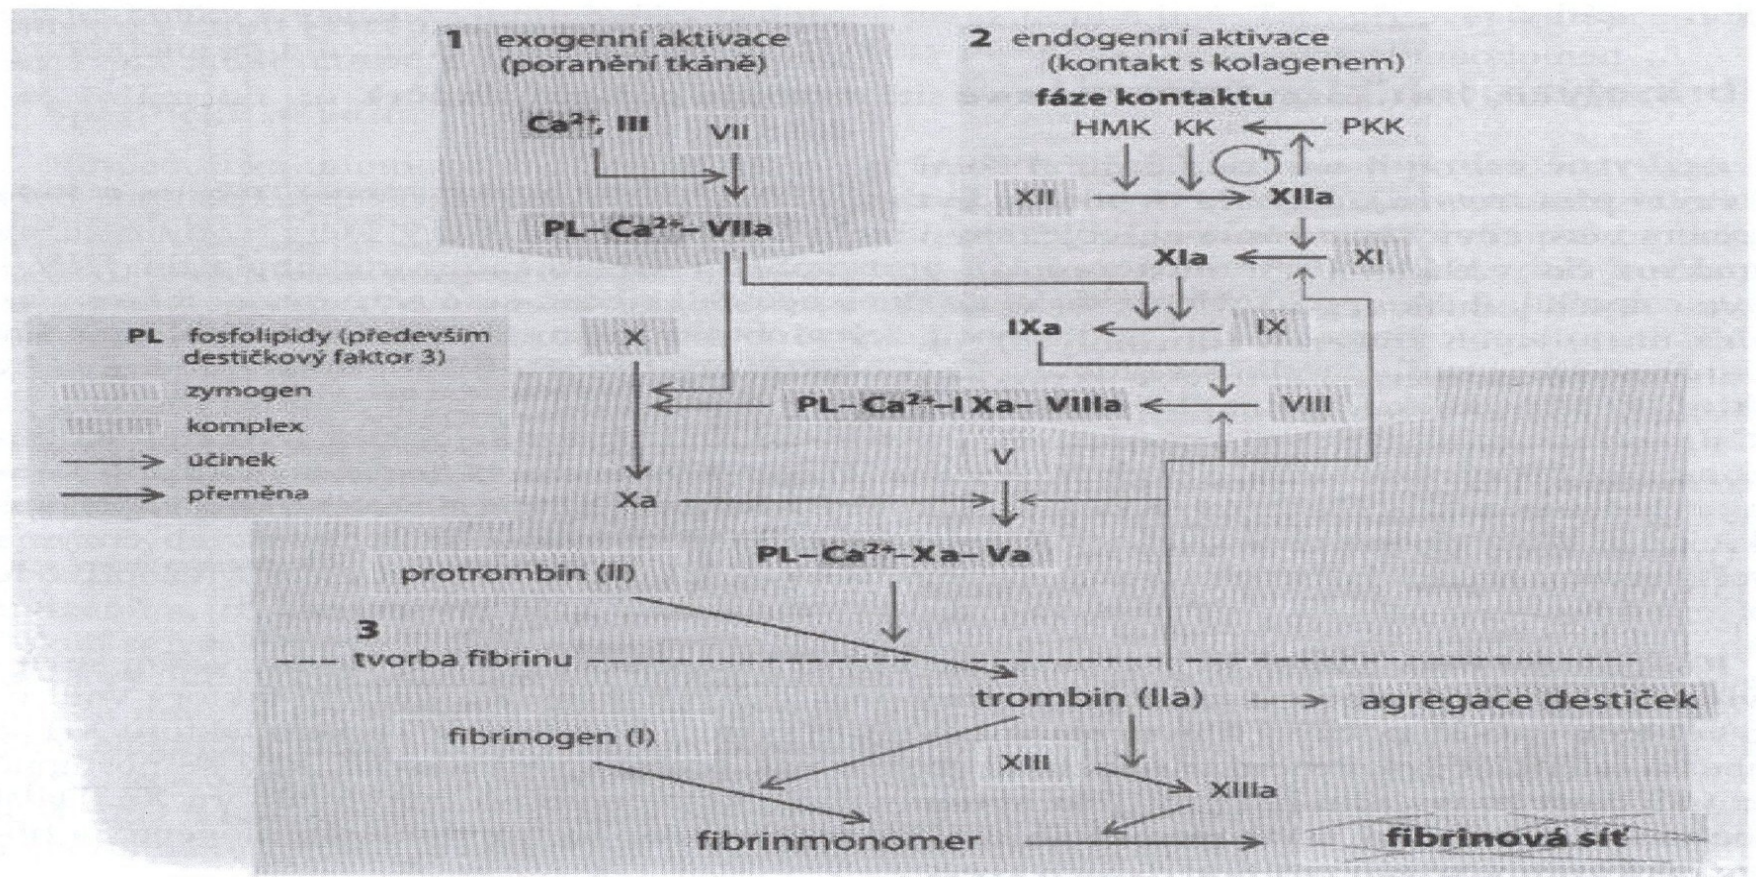 1 exogenní aktivace
(poranění tkáně)
2 endogenní aktivace
(kontakt s kolagenem)
fáze kontaktu
Ca²⁺, III
VII
HMK KK
PKK
XII
XIIa
PL–Ca²⁺–VIIa
XIa
XI
IXa
IX
PL fosfolipidy (především
destičkový faktor 3)
zymogen
komplex
účinek
přeměna
X
PL–Ca²⁺–IXa–VIIIa
VIII
V
Xa
PL–Ca²⁺–Xa–Va
protrombin (II)
3
tvorba fibrinu
trombin (IIa)
agregace destiček
fibrinogen (I)
XIII
XIIIa
fibrinmonomer
fibrinová síť